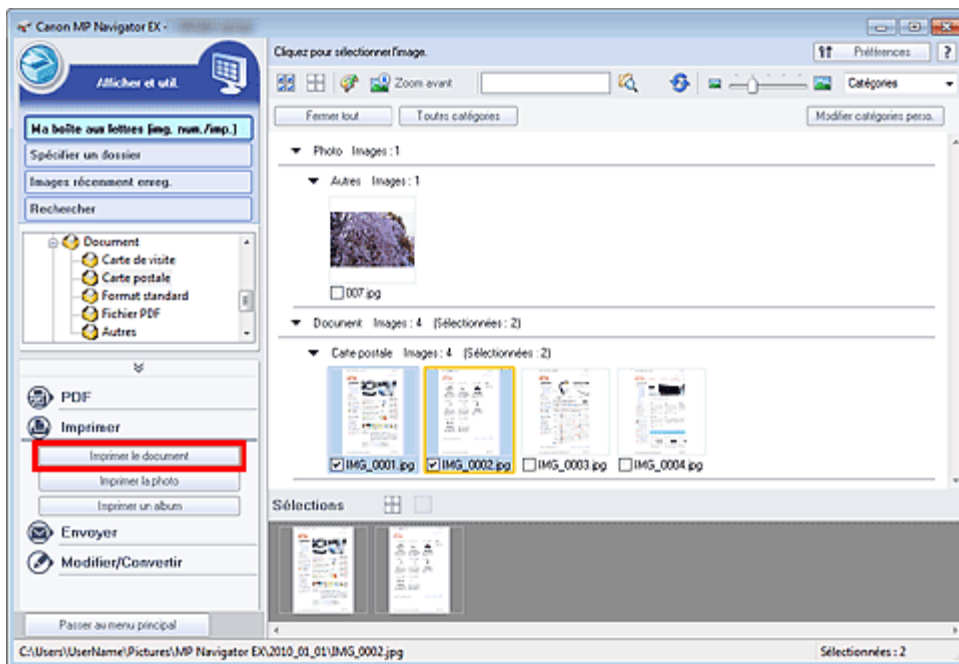 Canon MP Navigator EX -
Afficher et util.
Ma boîte aux lettres [img. num./imp.]
Spécifier un dossier
Images récemment enreg.
Rechercher
Document
Carte de visite
Carte postale
Format standard
Fichier PDF
Autres
PDF
Imprimer
Imprimer le document
Imprimer la photo
Imprimer un album
Envoyer
Modifier/Convertir
Passer au menu principal
Cliquez pour sélectionner l'image.
Préférences
?
Zoom avant
Catégories
Fermer tout
Toutes catégories
Modifier catégories perso.
Photo Images : 1
Autres Images : 1
007.jpg
Document Images : 4 (Sélectionnées : 2)
Carte postale Images : 4 (Sélectionnées : 2)
IMG_0001.jpg
IMG_0002.jpg
IMG_0003.jpg
IMG_0004.jpg
Sélections
C:\Users\UserName\Pictures\MP Navigator EX\2010_01_01\IMG_0002.jpg
Sélectionnées : 2